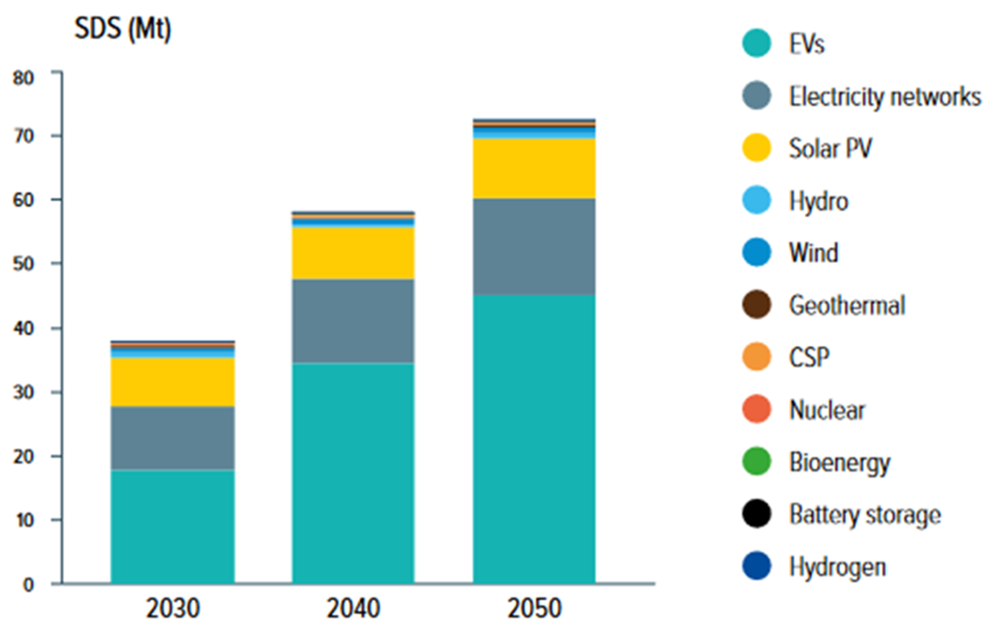 SDS (Mt)
80
70
60
50
40
30
20
10
0
2030
2040
2050
EVs
Electricity networks
Solar PV
Hydro
Wind
Geothermal
CSP
Nuclear
Bioenergy
Battery storage
Hydrogen